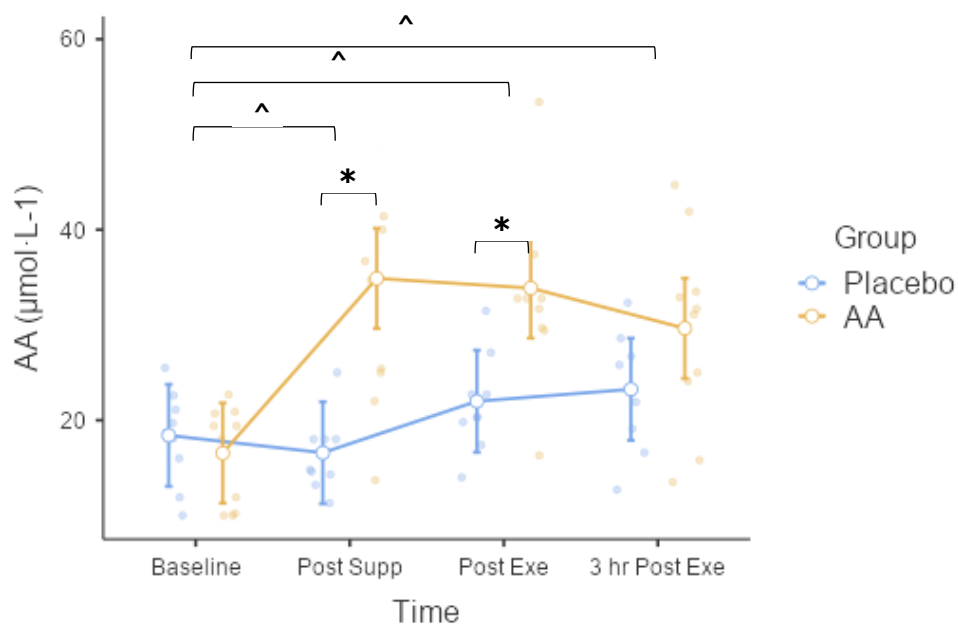 ^
60
^
^
*
40
*
20
AA (µmol·L-1)
Group
Placebo
AA
Baseline Post Supp Post Exe 3 hr Post Exe
Time